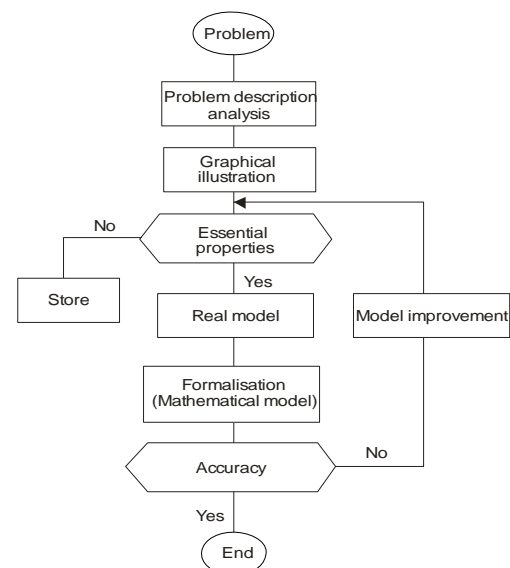 Problem
Problem description
analysis
Graphical
illustration
No
Essential
properties
Yes
Store
Real model
Model improvement
Formalisation
(Mathematical model)
No
Accuracy
Yes
End